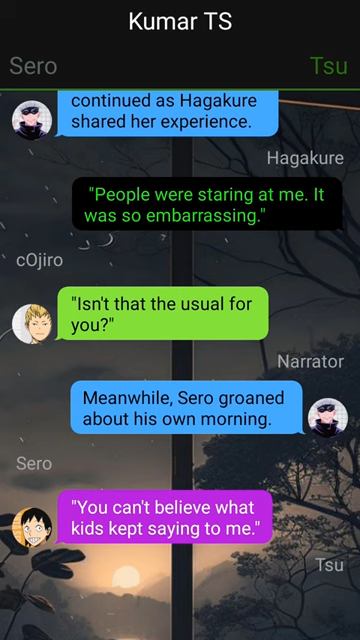 Kumar TS
Sero
Tsu
continued as Hagakure
shared her experience.
Hagakure
"People were staring at me. It
was so embarrassing."
cOjiro
"Isn't that the usual for
you?"
Narrator
Meanwhile, Sero groaned
about his own morning.
Sero
"You can't believe what
kids kept saying to me."
Tsu